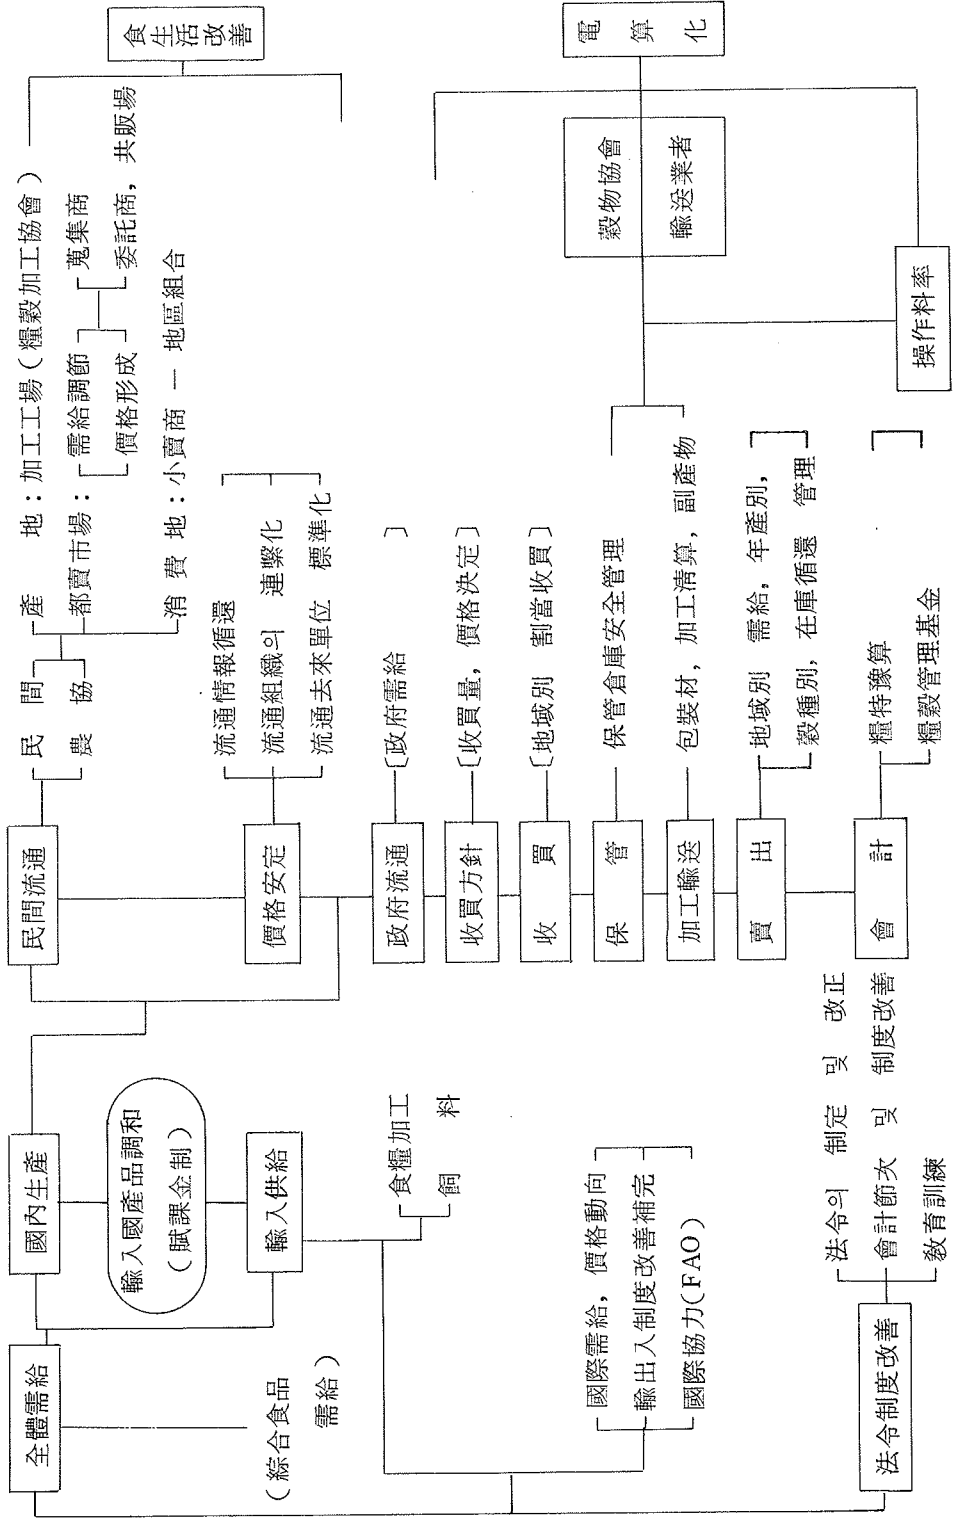 全體需給
(綜合食品
需給)
國內生產
輸入國產品調和
(賦課金制)
輸入供給
食糧加工
飼 料
國際需給, 價格動向
輸出入制度改善補完
國際協力(FAO)
法令制度改善
法令의 制定 및 改正
會計節次 및 制度改善
教育訓練
民間流通
民 間
農 協
產 地:加工工場(糧穀加工協會)
都賣市場:
需給調節
價格形成
蒐集商
委託商, 共販場
消 費 地:小賣商 － 地區組合
食生活改善
價格安定
流通情報循還
流通組織의 連繫化
流通去來單位 標準化
政府流通
〔政府需給 〕
收買方針
〔收買量, 價格決定〕
收 買
〔地域別 割當收買〕
保 管
保管倉庫安全管理
加工輸送
包裝材, 加工清算, 副產物
賣 出
地域別 需給, 年產別,
穀種別, 在庫循還 管理
會 計
糧特豫算
糧穀管理基金
穀物協會
輸送業者
電 算 化
操作料率